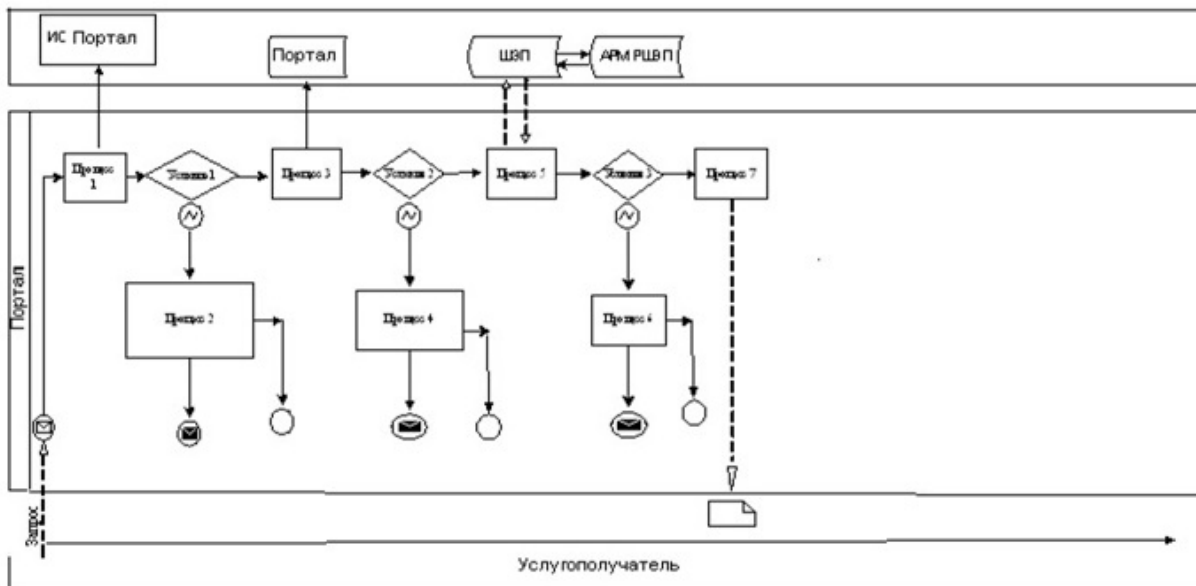 ИС Портал
Портал
ШЭП
АРМ РШЭП
Процесс
1
Условие 1
Процесс 3
Условие 2
Процесс 5
Условие 3
Процесс 7
Процесс 2
Процесс 4
Процесс 6
Портал
Запрос
Услугополучатель